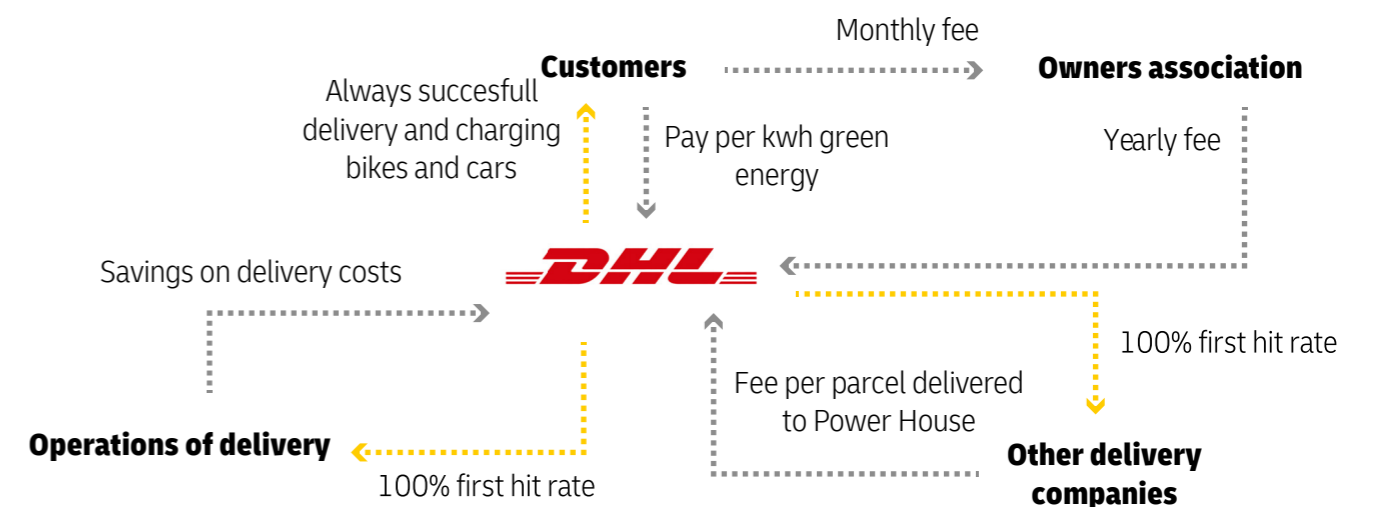 Monthly fee
Customers
Owners association
Always succesfull
delivery and charging
bikes and cars
Pay per kwh green
energy
Yearly fee
DHL
Savings on delivery costs
100% first hit rate
Fee per parcel delivered
to Power House
Operations of delivery
Other delivery
companies
100% first hit rate